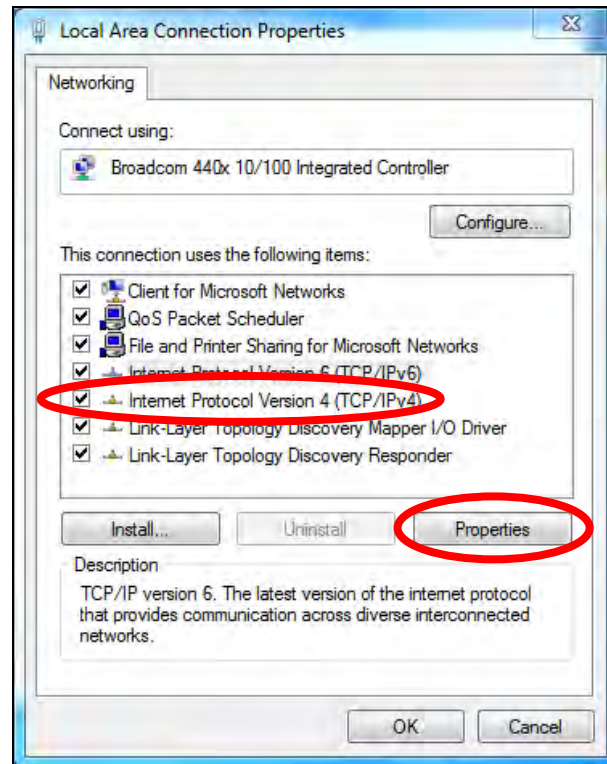 Local Area Connection Properties
Networking
Connect using:
Broadcom 440x 10/100 Integrated Controller
Configure...
This connection uses the following items:
Client for Microsoft Networks
QoS Packet Scheduler
File and Printer Sharing for Microsoft Networks
Internet Protocol Version 6 (TCP/IPv6)
Internet Protocol Version 4 (TCP/IPv4)
Link-Layer Topology Discovery Mapper I/O Driver
Link-Layer Topology Discovery Responder
Install...
Uninstall
Properties
Description
TCP/IP version 6. The latest version of the internet protocol
that provides communication across diverse interconnected
networks.
OK
Cancel